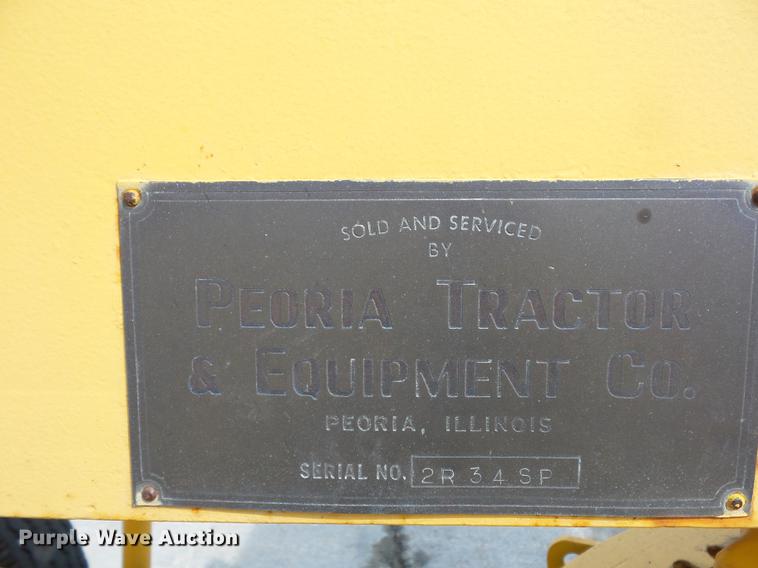 SOLD AND SERVICED
BY
PEORIA TRACTOR
& EQUIPMENT CO.
PEORIA, ILLINOIS
SERIAL NO. 2R 34 SP
Purple Wave Auction